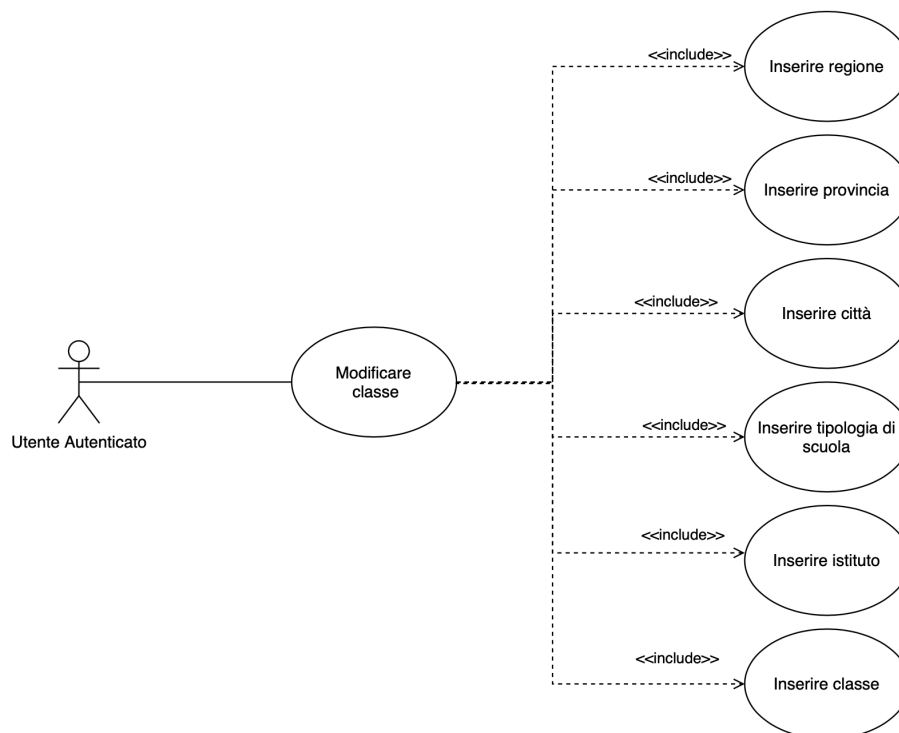 <<include>>
Inserire regione
<<include>>
Inserire provincia
<<include>>
Inserire città
Modificare
classe
Utente Autenticato
<<include>>
Inserire tipologia di
scuola
<<include>>
Inserire istituto
<<include>>
Inserire classe